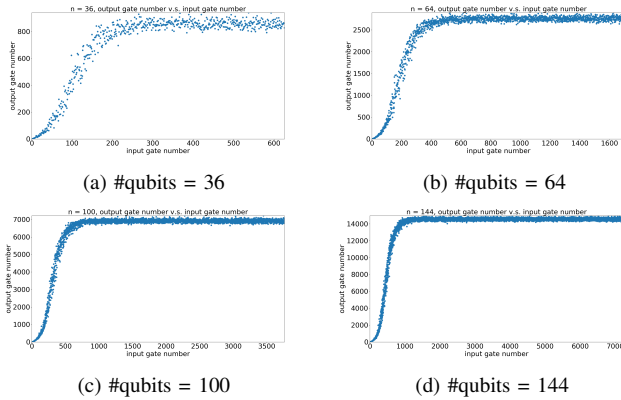 n = 36, output gate number v.s. input gate number
output gate number
800
600
400
200
0
0 100 200 300 400 500 600
input gate number
(a) #qubits = 36
n = 64, output gate number v.s. input gate number
output gate number
2500
2000
1500
1000
500
0
0 200 400 600 800 1000 1200 1400 1600
input gate number
(b) #qubits = 64
n = 100, output gate number v.s. input gate number
output gate number
7000
6000
5000
4000
3000
2000
1000
0
0 500 1000 1500 2000 2500 3000 3500
input gate number
(c) #qubits = 100
n = 144, output gate number v.s. input gate number
output gate number
14000
12000
10000
8000
6000
4000
2000
0
0 1000 2000 3000 4000 5000 6000 7000
input gate number
(d) #qubits = 144